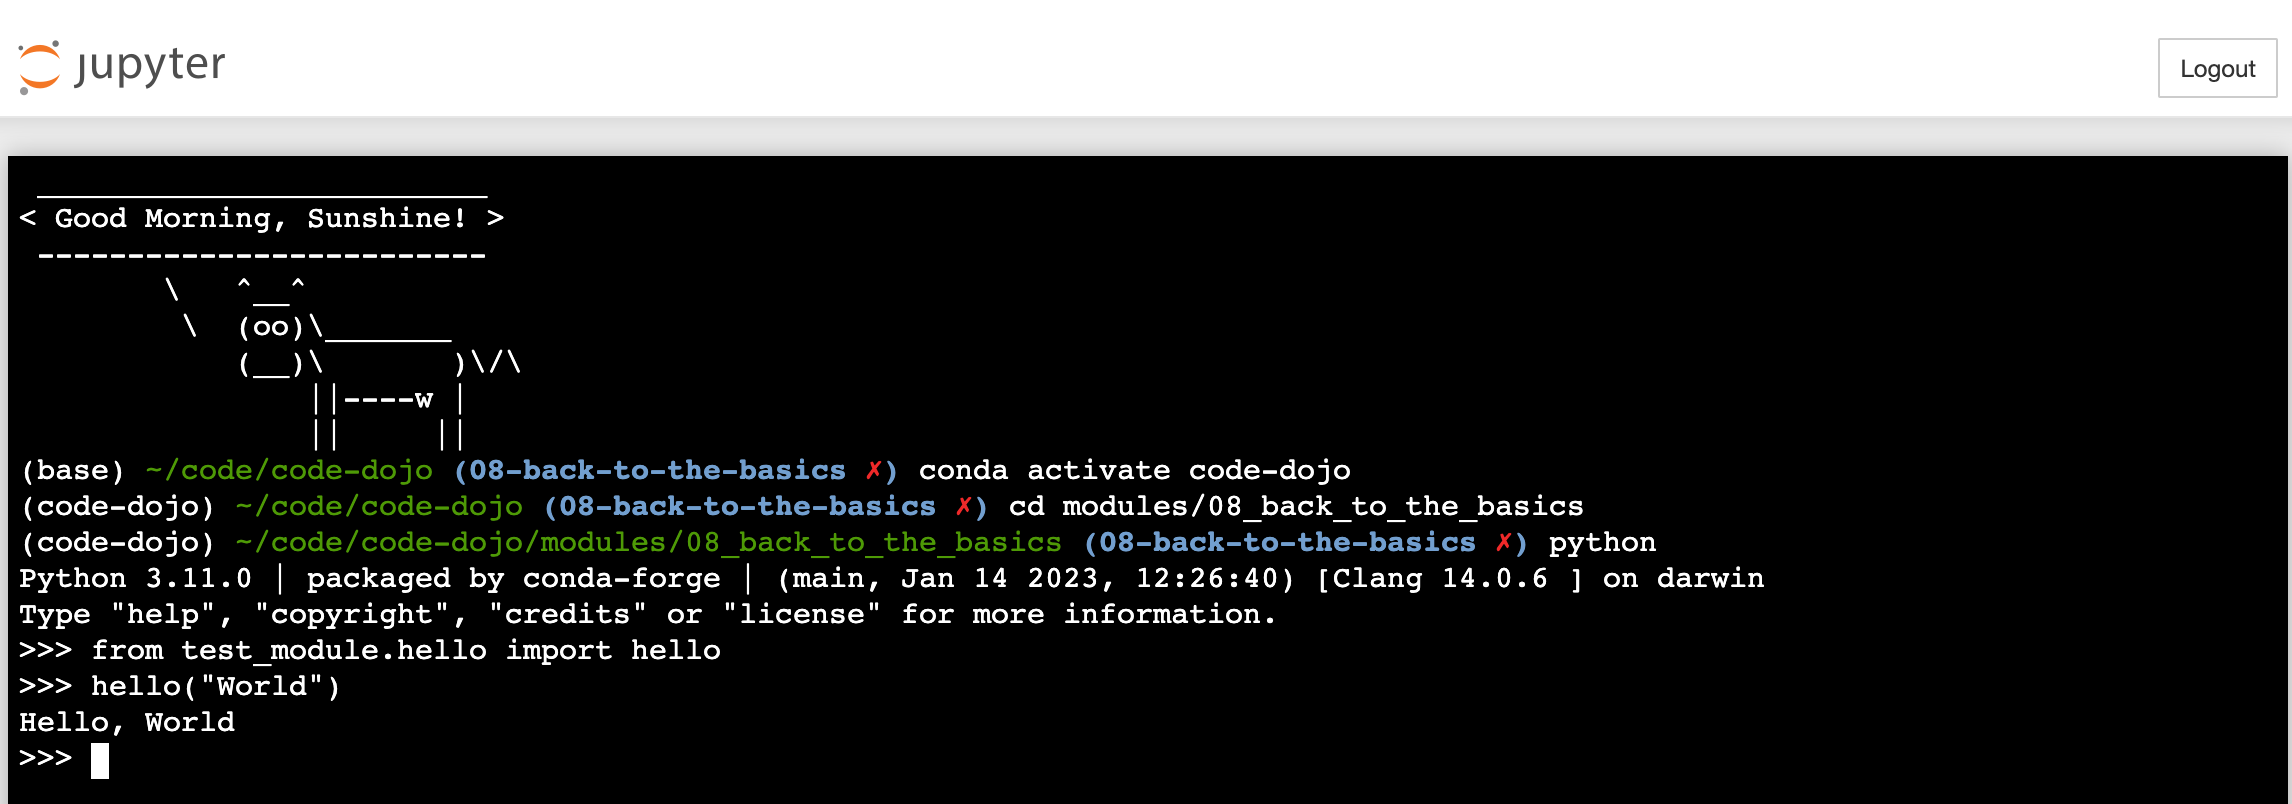 jupyter
Logout
 _________________________
< Good Morning, Sunshine! >
 -------------------------
        \   ^__^
         \  (oo)\_______
            (__)\       )\/\
                ||----w |
                ||     ||
(base) ~/code/code-dojo (08-back-to-the-basics ✗) conda activate code-dojo
(code-dojo) ~/code/code-dojo (08-back-to-the-basics ✗) cd modules/08_back_to_the_basics
(code-dojo) ~/code/code-dojo/modules/08_back_to_the_basics (08-back-to-the-basics ✗) python
Python 3.11.0 | packaged by conda-forge | (main, Jan 14 2023, 12:26:40) [Clang 14.0.6 ] on darwin
Type "help", "copyright", "credits" or "license" for more information.
>>> from test_module.hello import hello
>>> hello("World")
Hello, World
>>>